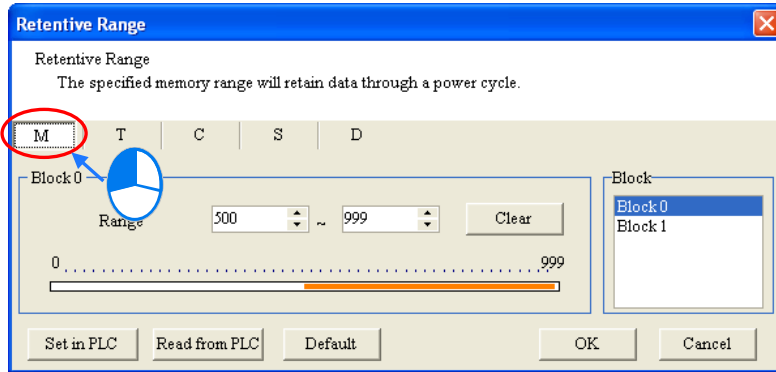 Retentive Range
Retentive Range
The specified memory range will retain data through a power cycle.
M T C S D
Block 0
Range 500 ~ 999 Clear
0 999
Block
Block 0
Block 1
Set in PLC Read from PLC Default OK Cancel